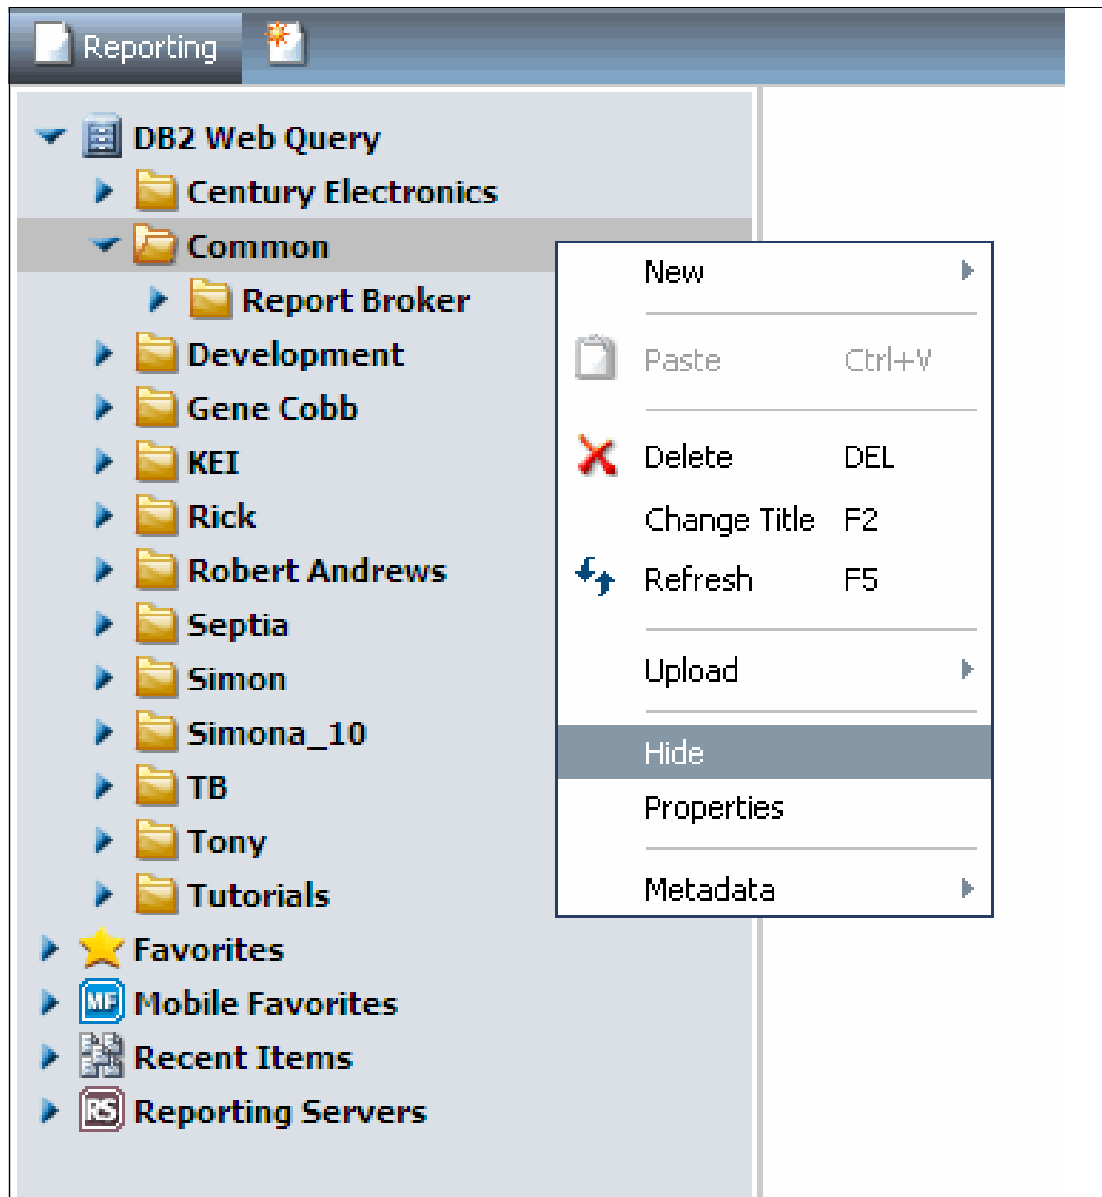 Reporting
DB2 Web Query
Century Electronics
Common
Report Broker
Development
Gene Cobb
KEI
Rick
Robert Andrews
Septia
Simon
Simona_10
TB
Tony
Tutorials
Favorites
MF Mobile Favorites
Recent Items
RS Reporting Servers
New
Paste Ctrl+V
Delete DEL
Change Title F2
Refresh F5
Upload
Hide
Properties
Metadata